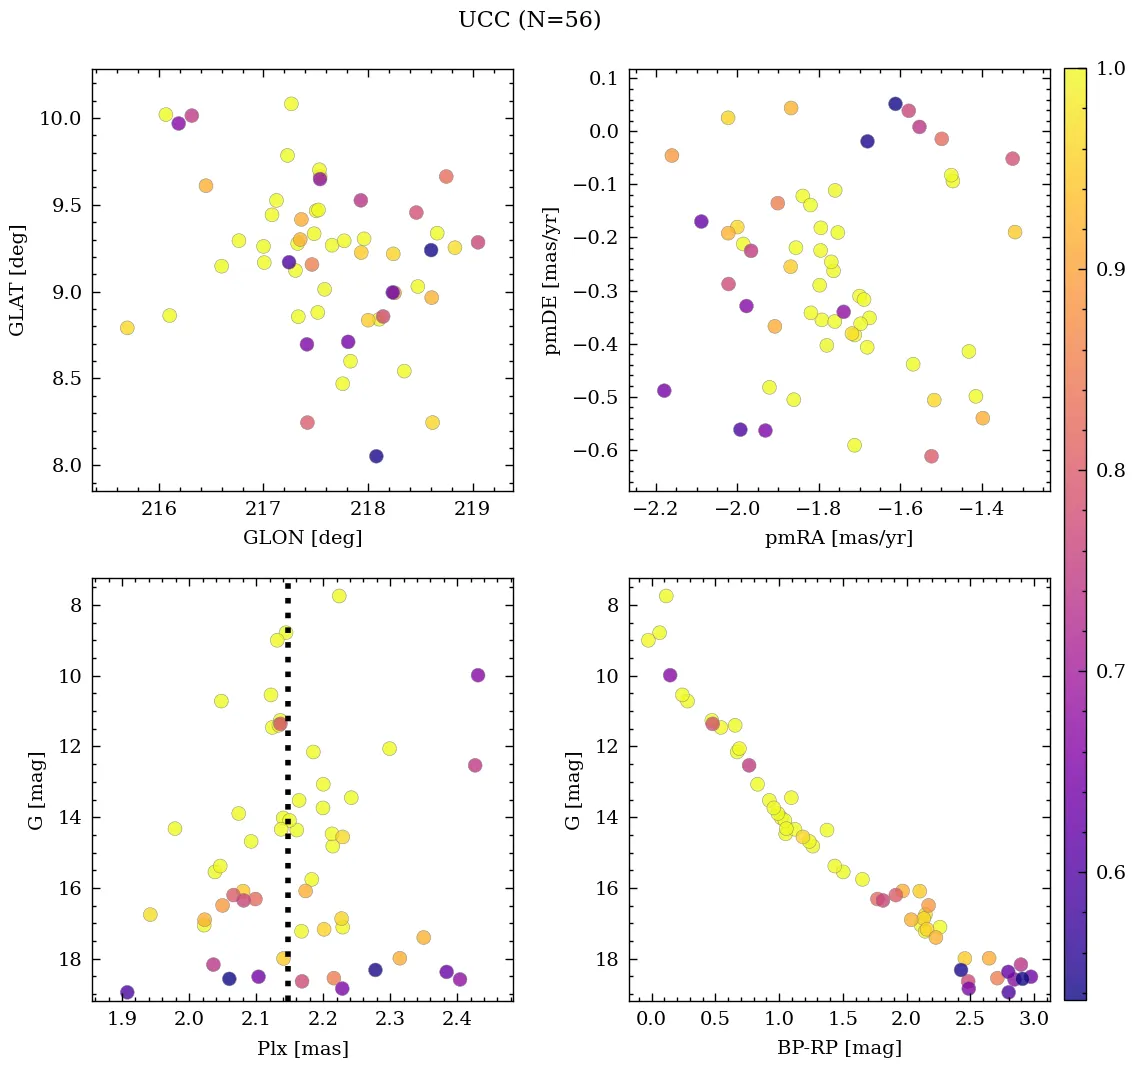 UCC (N=56)
10.0
9.5
9.0
8.5
8.0
GLAT [deg]
216 217 218 219
GLON [deg]
0.1
0.0
−0.1
−0.2
−0.3
−0.4
−0.5
−0.6
pmDE [mas/yr]
−2.2 −2.0 −1.8 −1.6 −1.4
pmRA [mas/yr]
1.0
0.9
0.8
0.7
0.6
8
10
12
14
16
18
G [mag]
1.9 2.0 2.1 2.2 2.3 2.4
Plx [mas]
8
10
12
14
16
18
G [mag]
0.0 0.5 1.0 1.5 2.0 2.5 3.0
BP-RP [mag]